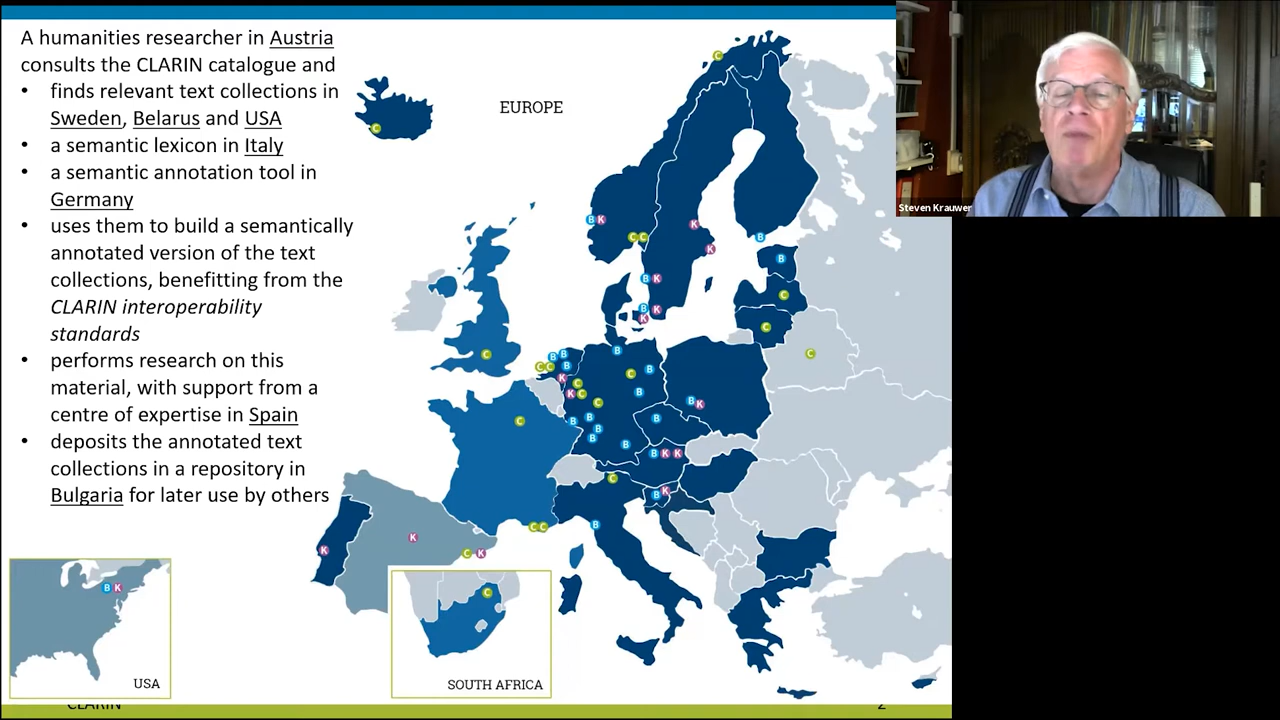 A humanities researcher in Austria
consults the CLARIN catalogue and
• finds relevant text collections in
Sweden, Belarus and USA
• a semantic lexicon in Italy
• a semantic annotation tool in
Germany
• uses them to build a semantically
annotated version of the text
collections, benefitting from the
CLARIN interoperability
standards
• performs research on this
material, with support from a
centre of expertise in Spain
• deposits the annotated text
collections in a repository in
Bulgaria for later use by others
EUROPE
USA
SOUTH AFRICA
Steven Krauwer
CLARIN
2